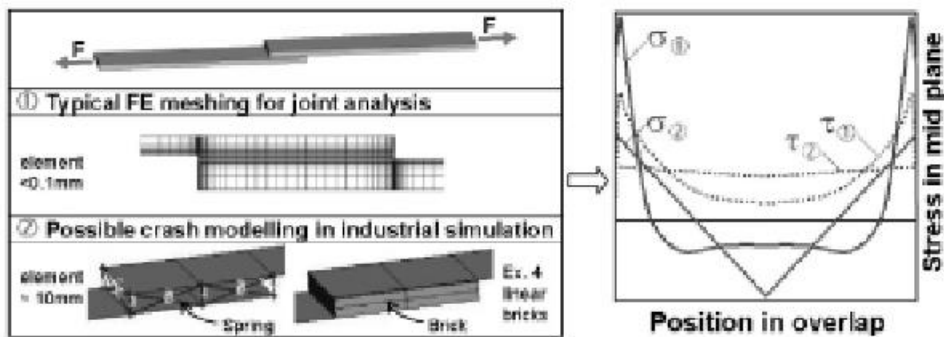 F
F
① Typical FE meshing for joint analysis
element
<0.1mm
② Possible crash modelling in industrial simulation
element
≈ 10mm
Spring
Brick
Ex. 4
linear
bricks
σ①
σ②
τ①
τ②
Stress in mid plane
Position in overlap